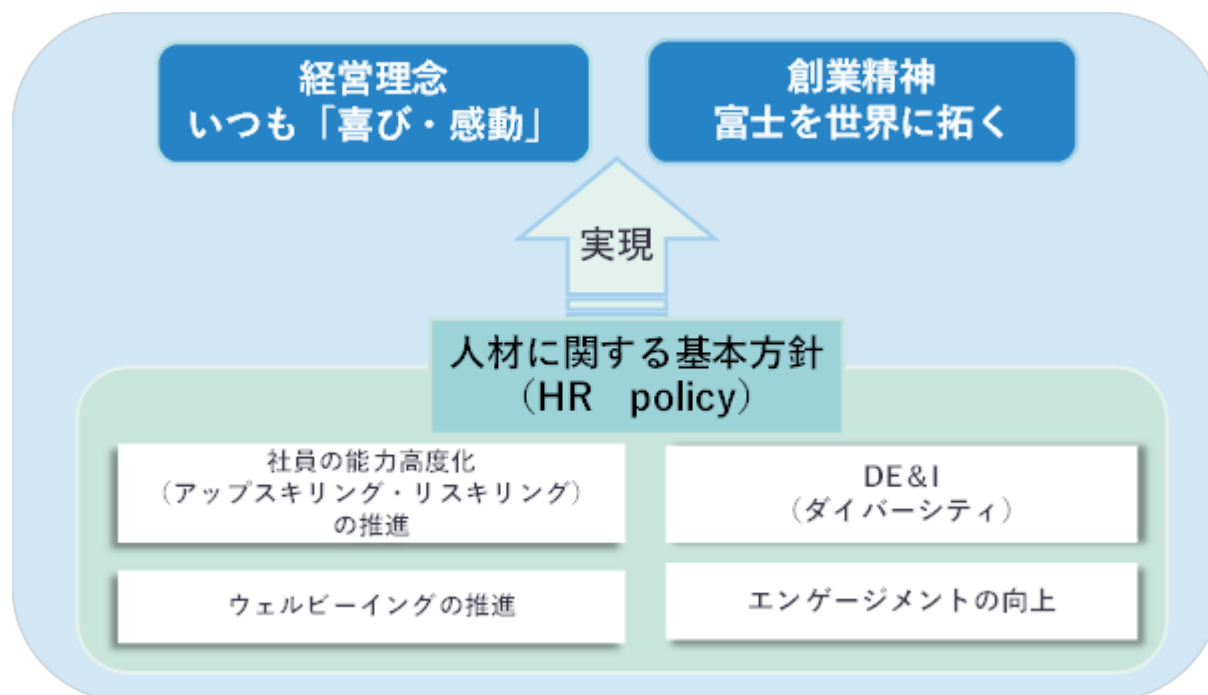 経営理念
いつも「喜び・感動」
創業精神
富士を世界に拓く
実現
人材に関する基本方針
（HR　policy）
社員の能力高度化
（アップスキリング・リスキリング）
の推進
DE＆I
（ダイバーシティ）
ウェルビーイングの推進
エンゲージメントの向上